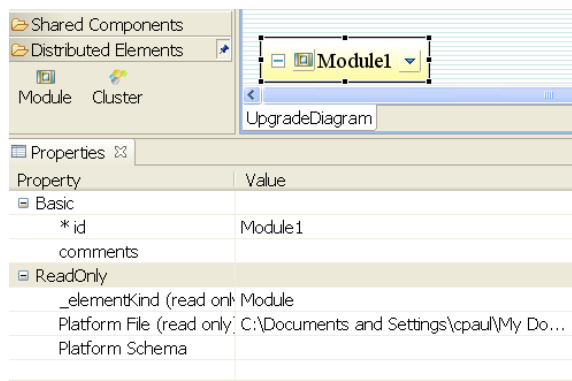 Shared Components
Distributed Elements
Module Cluster
Module1
UpgradeDiagram
Properties
Property Value
Basic
* id Module1
comments
ReadOnly
_elementKind (read onl Module
Platform File (read only) C:\Documents and Settings\cpaul\My Do...
Platform Schema